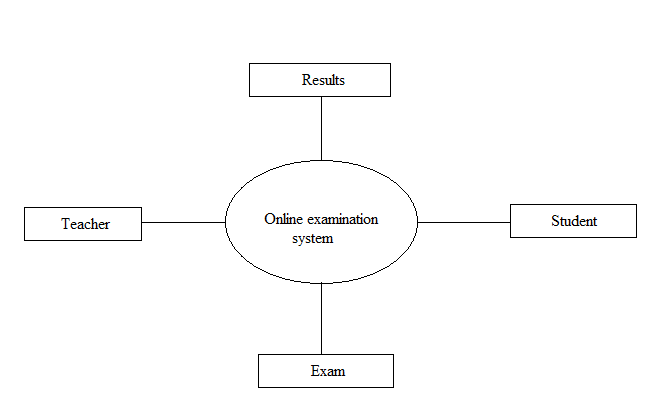 Results
Teacher
Online examination
system
Student
Exam